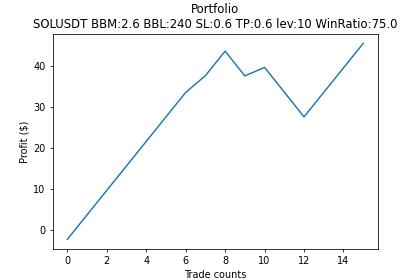 Portfolio
SOLUSDT BBM:2.6 BBL:240 SL:0.6 TP:0.6 lev:10 WinRatio:75.0
40
30
20
10
0
Profit ($)
0 2 4 6 8 10 12 14
Trade counts